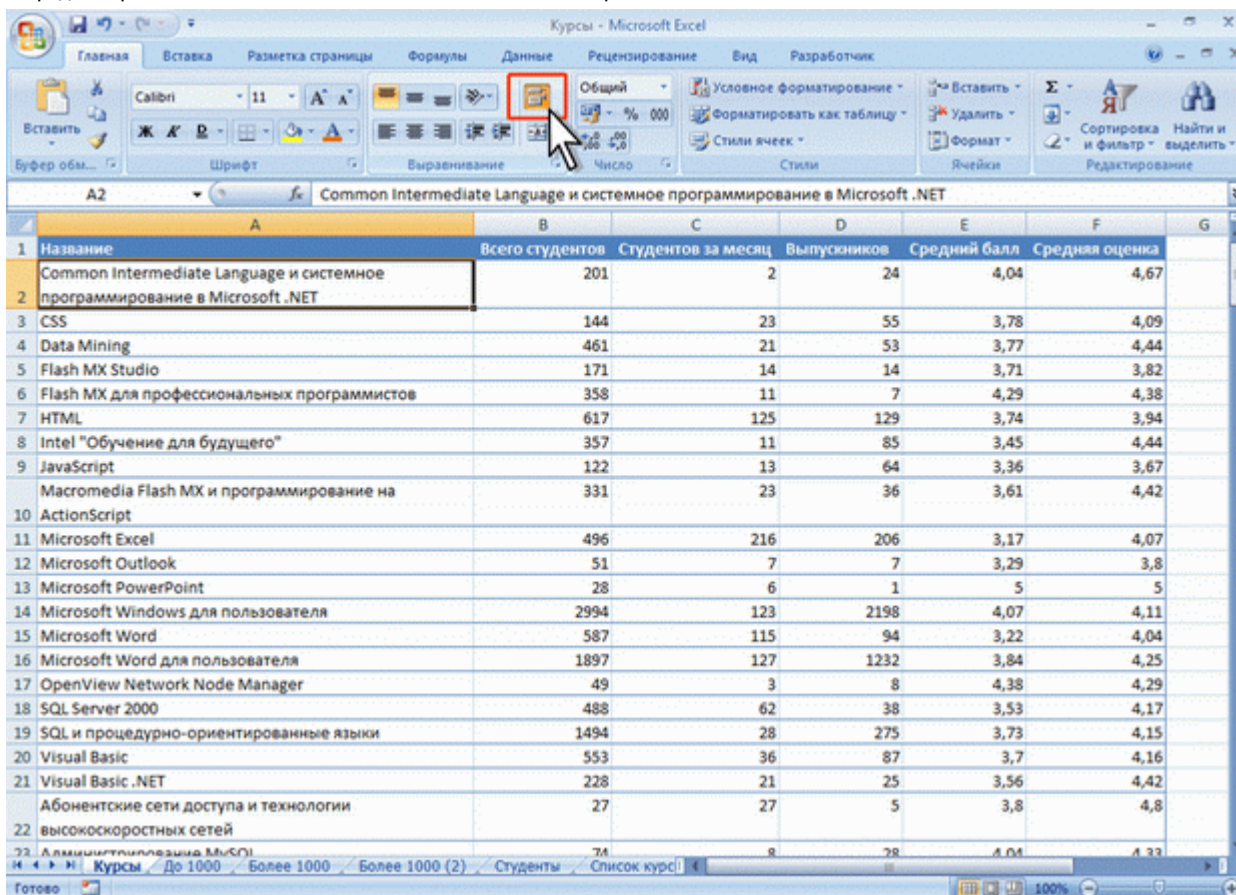 Курсы - Microsoft Excel
Главная Вставка Разметка страницы Формулы Данные Рецензирование Вид Разработчик
Calibri 11 А А Общий Условное форматирование Вставить Σ
Вставить Ж К Ч % 000 Форматировать как таблицу Удалить Сортировка и фильтр Найти и выделить
Стили ячеек Формат
Буфер обм... Шрифт Выравнивание Число Стили Ячейки Редактирование
A2 fx Common Intermediate Language и системное программирование в Microsoft .NET
A B C D E F G
1 Название Всего студентов Студентов за месяц Выпускников Средний балл Средняя оценка
Common Intermediate Language и системное 201 2 24 4,04 4,67
2 программирование в Microsoft .NET
3 CSS 144 23 55 3,78 4,09
4 Data Mining 461 21 53 3,77 4,44
5 Flash MX Studio 171 14 14 3,71 3,82
6 Flash MX для профессиональных программистов 358 11 7 4,29 4,38
7 HTML 617 125 129 3,74 3,94
8 Intel "Обучение для будущего" 357 11 85 3,45 4,44
9 JavaScript 122 13 64 3,36 3,67
Macromedia Flash MX и программирование на 331 23 36 3,61 4,42
10 ActionScript
11 Microsoft Excel 496 216 206 3,17 4,07
12 Microsoft Outlook 51 7 7 3,29 3,8
13 Microsoft PowerPoint 28 6 1 5 5
14 Microsoft Windows для пользователя 2994 123 2198 4,07 4,11
15 Microsoft Word 587 115 94 3,22 4,04
16 Microsoft Word для пользователя 1897 127 1232 3,84 4,25
17 OpenView Network Node Manager 49 3 8 4,38 4,29
18 SQL Server 2000 488 62 38 3,53 4,17
19 SQL и процедурно-ориентированные языки 1494 28 275 3,73 4,15
20 Visual Basic 553 36 87 3,7 4,16
21 Visual Basic .NET 228 21 25 3,56 4,42
Абонентские сети доступа и технологии 27 27 5 3,8 4,8
22 высокоскоростных сетей
23 Администрирование MySQL 74 8 28 4,04 4,33
Курсы До 1000 Более 1000 Более 1000 (2) Студенты Список курс
Готово 100%